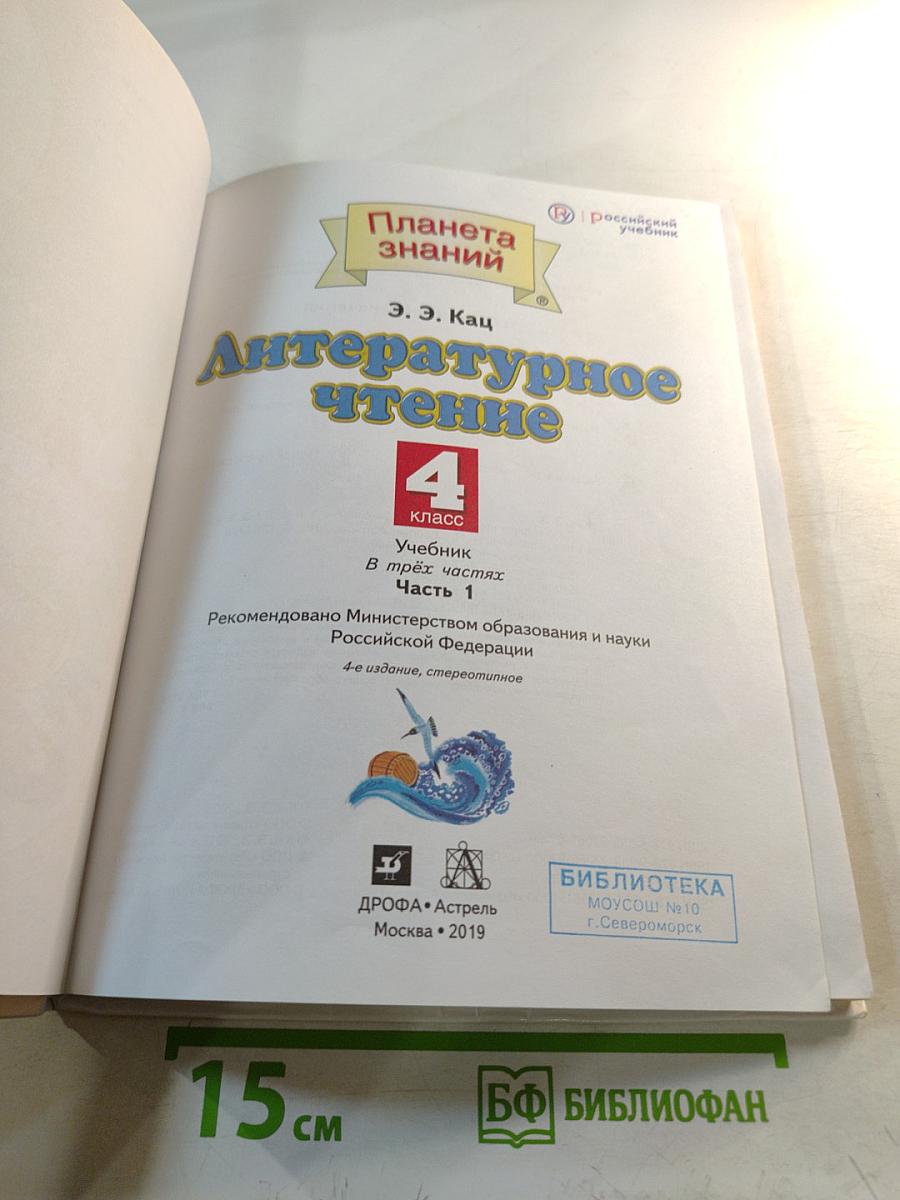 Планета
знаний
®
РУ | российский
учебник
Э. Э. Кац
Литературное
чтение
4
класс
Учебник
В трёх частях
Часть 1
Рекомендовано Министерством образования и науки
Российской Федерации
4-е издание, стереотипное
ДРОФА • Астрель
Москва • 2019
БИБЛИОТЕКА
МОУСОШ №10
г.Североморск
15 см
БФ БИБЛИОФАН